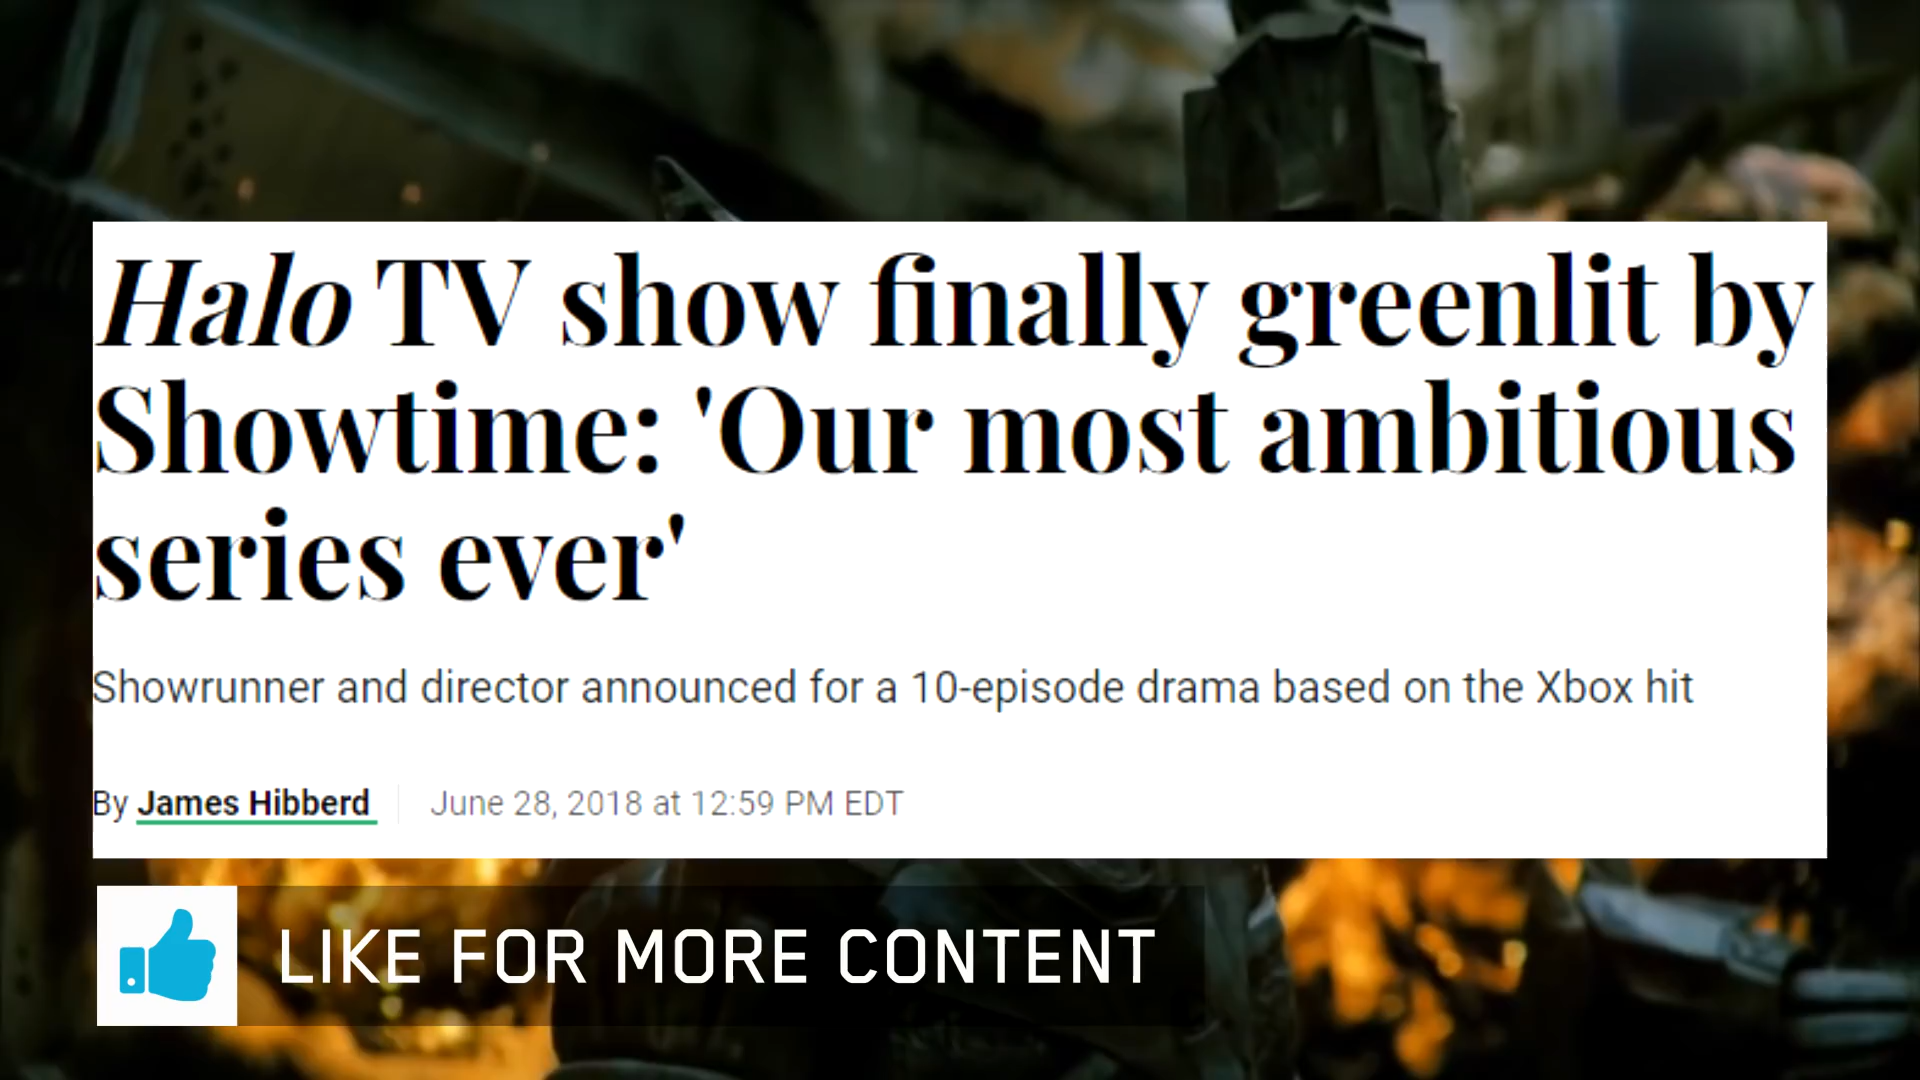 Halo TV show finally greenlit by
Showtime: 'Our most ambitious
series ever'
Showrunner and director announced for a 10-episode drama based on the Xbox hit
By James Hibberd June 28, 2018 at 12:59 PM EDT
LIKE FOR MORE CONTENT